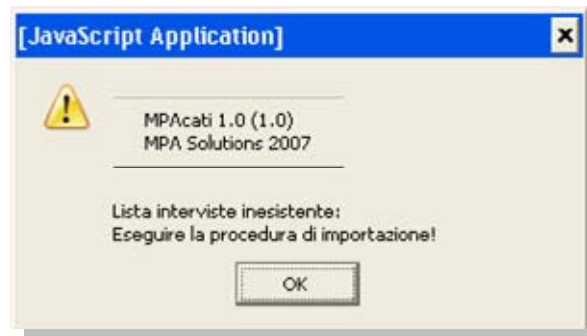 [JavaScript Application]
MPAcati 1.0 (1.0)
MPA Solutions 2007
Lista interviste inesistente:
Eseguire la procedura di importazione!
OK